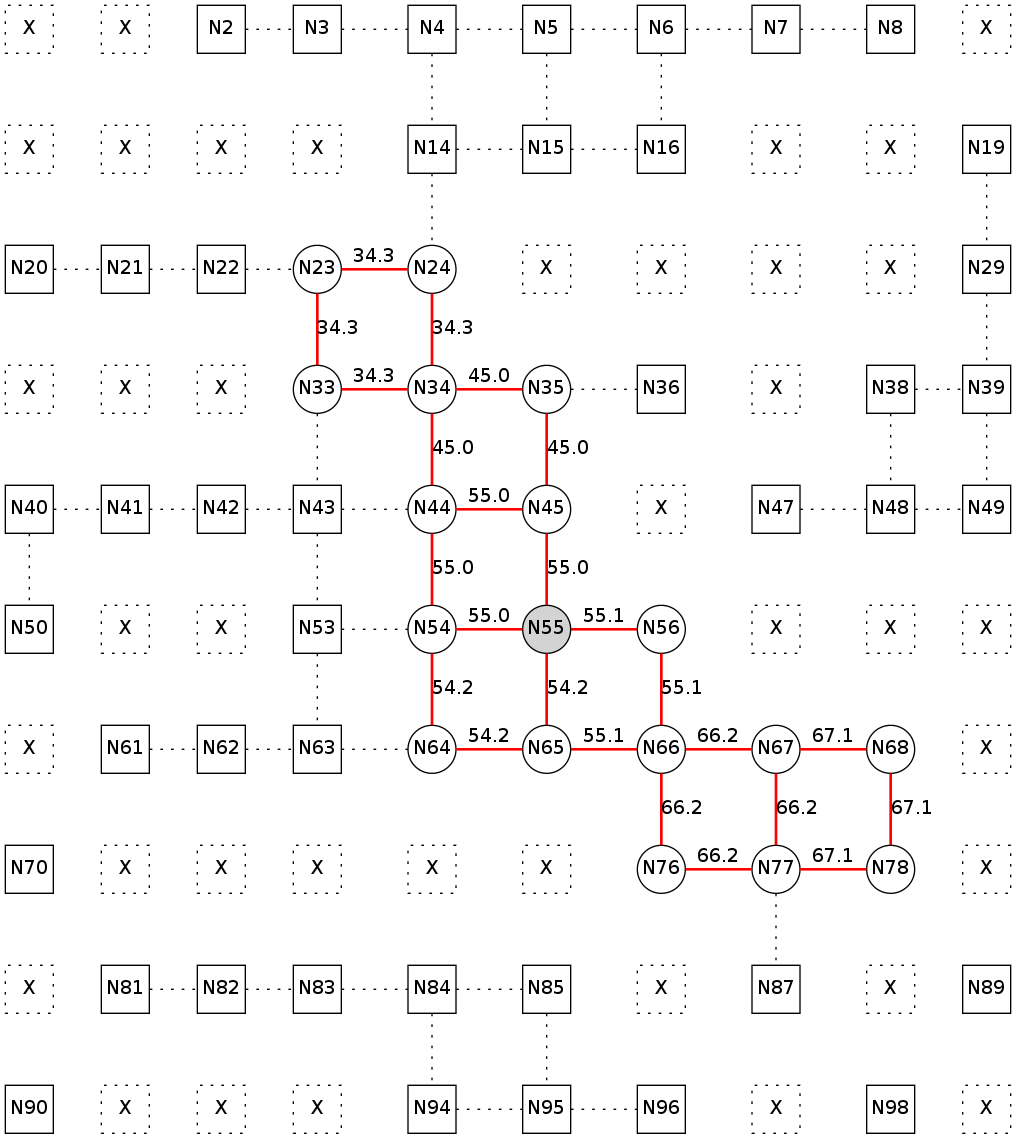 X X N2 N3 N4 N5 N6 N7 N8 X
X X X X N14 N15 N16 X X N19
34.3
N20 N21 N22 N23 N24 X X X X N29
34.3 34.3
34.3 45.0
X X X N33 N34 N35 N36 X N38 N39
45.0 45.0
55.0
N40 N41 N42 N43 N44 N45 X N47 N48 N49
55.0 55.0
55.0 55.1
N50 X X N53 N54 N55 N56 X X X
54.2 54.2 55.1
54.2 55.1 66.2 67.1
X N61 N62 N63 N64 N65 N66 N67 N68 X
66.2 66.2 67.1
66.2 67.1
N70 X X X X X N76 N77 N78 X
X N81 N82 N83 N84 N85 X N87 X N89
N90 X X X N94 N95 N96 X N98 X